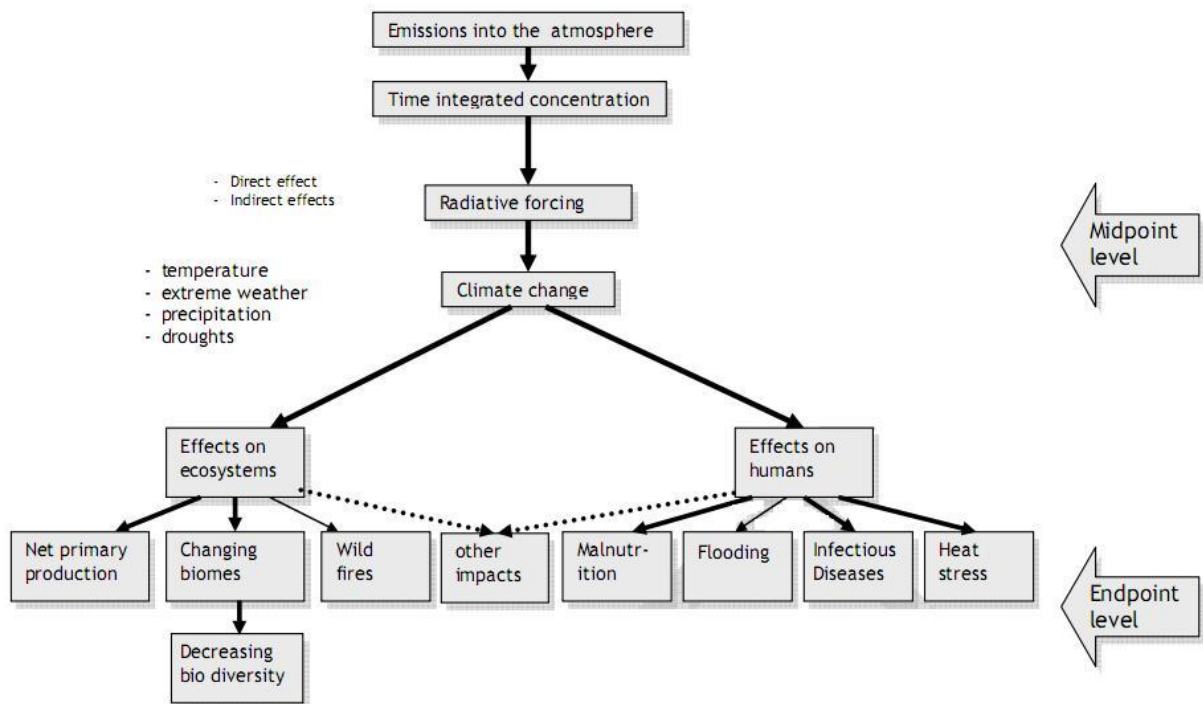 Emissions into the atmosphere
Time integrated concentration
- Direct effect
- Indirect effects
Radiative forcing
Midpoint
level
- temperature
- extreme weather
- precipitation
- droughts
Climate change
Effects on
ecosystems
Effects on
humans
Net primary
production
Changing
biomes
Wild
fires
other
impacts
Malnutr-
ition
Flooding
Infectious
Diseases
Heat
stress
Endpoint
level
Decreasing
bio diversity